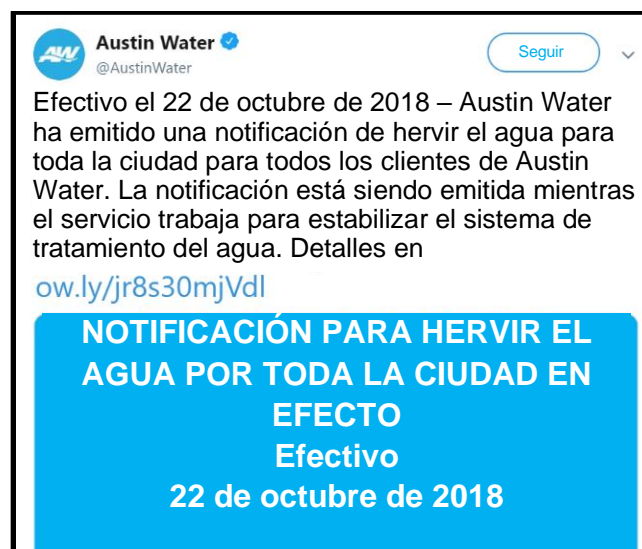 AW
Austin Water
@AustinWater
Seguir
Efectivo el 22 de octubre de 2018 – Austin Water
ha emitido una notificación de hervir el agua para
toda la ciudad para todos los clientes de Austin
Water. La notificación está siendo emitida mientras
el servicio trabaja para estabilizar el sistema de
tratamiento del agua. Detalles en
ow.ly/jr8s30mjVdl
NOTIFICACIÓN PARA HERVIR EL
AGUA POR TODA LA CIUDAD EN
EFECTO
Efectivo
22 de octubre de 2018